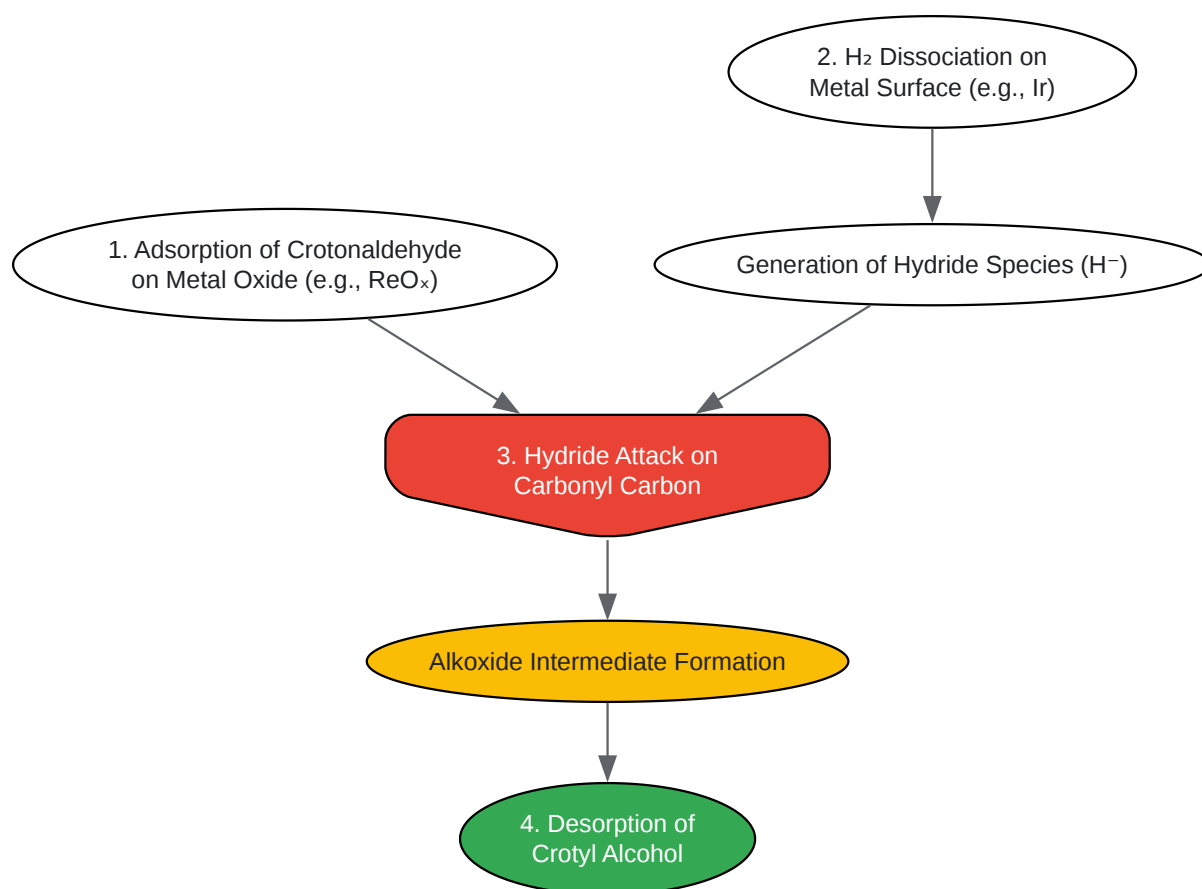 2. H₂ Dissociation on
Metal Surface (e.g., Ir)
1. Adsorption of Crotonaldehyde
on Metal Oxide (e.g., ReOₓ)
Generation of Hydride Species (H⁻)
3. Hydride Attack on
Carbonyl Carbon
Alkoxide Intermediate Formation
4. Desorption of
Crotyl Alcohol